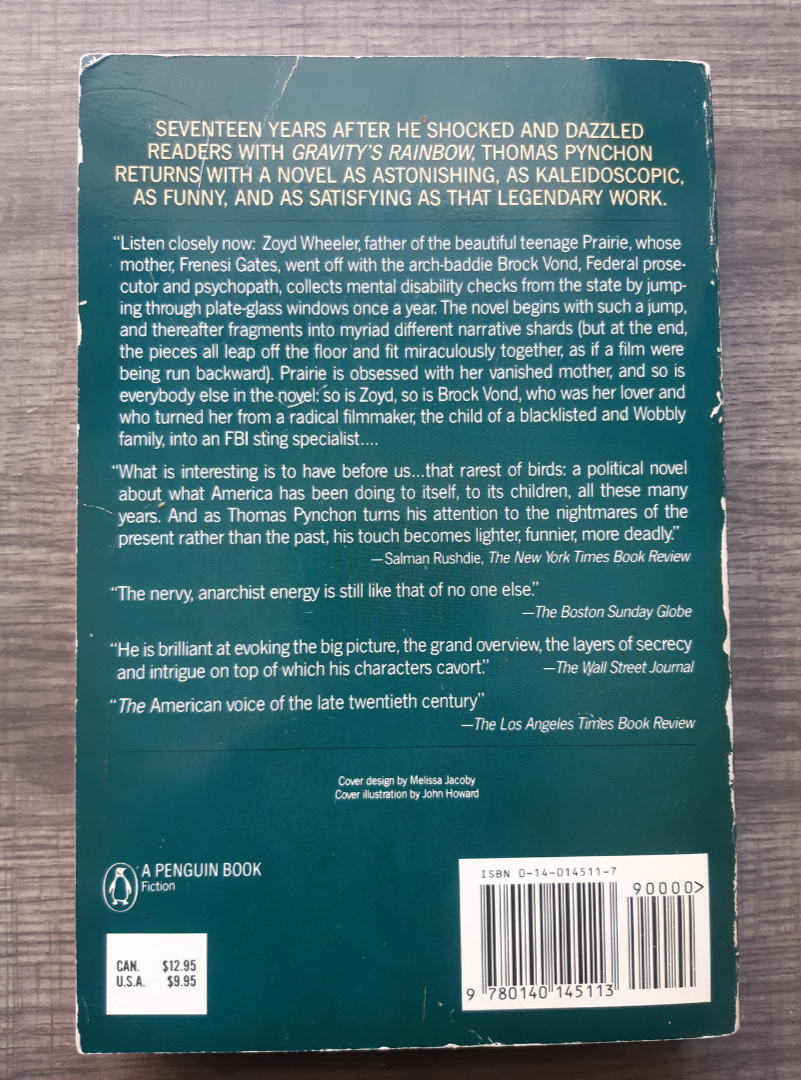 SEVENTEEN YEARS AFTER HE SHOCKED AND DAZZLED
READERS WITH GRAVITY'S RAINBOW, THOMAS PYNCHON
RETURNS WITH A NOVEL AS ASTONISHING, AS KALEIDOSCOPIC,
AS FUNNY, AND AS SATISFYING AS THAT LEGENDARY WORK.
“Listen closely now: Zoyd Wheeler, father of the beautiful teenage Prairie, whose
mother, Frenesi Gates, went off with the arch-baddie Brock Vond, Federal prose-
cutor and psychopath, collects mental disability checks from the state by jump-
ing through plate-glass windows once a year. The novel begins with such a jump,
and thereafter fragments into myriad different narrative shards (but at the end,
the pieces all leap off the floor and fit miraculously together, as if a film were
being run backward). Prairie is obsessed with her vanished mother, and so is
everybody else in the novel: so is Zoyd, so is Brock Vond, who was her lover and
who turned her from a radical filmmaker, the child of a blacklisted and Wobbly
family, into an FBI sting specialist....
“What is interesting is to have before us...that rarest of birds: a political novel
about what America has been doing to itself, to its children, all these many
years. And as Thomas Pynchon turns his attention to the nightmares of the
present rather than the past, his touch becomes lighter, funnier, more deadly.”
—Salman Rushdie, The New York Times Book Review
“The nervy, anarchist energy is still like that of no one else.”
—The Boston Sunday Globe
“He is brilliant at evoking the big picture, the grand overview, the layers of secrecy
and intrigue on top of which his characters cavort.” —The Wall Street Journal
“The American voice of the late twentieth century”
—The Los Angeles Times Book Review
Cover design by Melissa Jacoby
Cover illustration by John Howard
A PENGUIN BOOK
Fiction
CAN. $12.95
U.S.A. $9.95
ISBN 0-14-014511-7
90000>
9 780140 145113